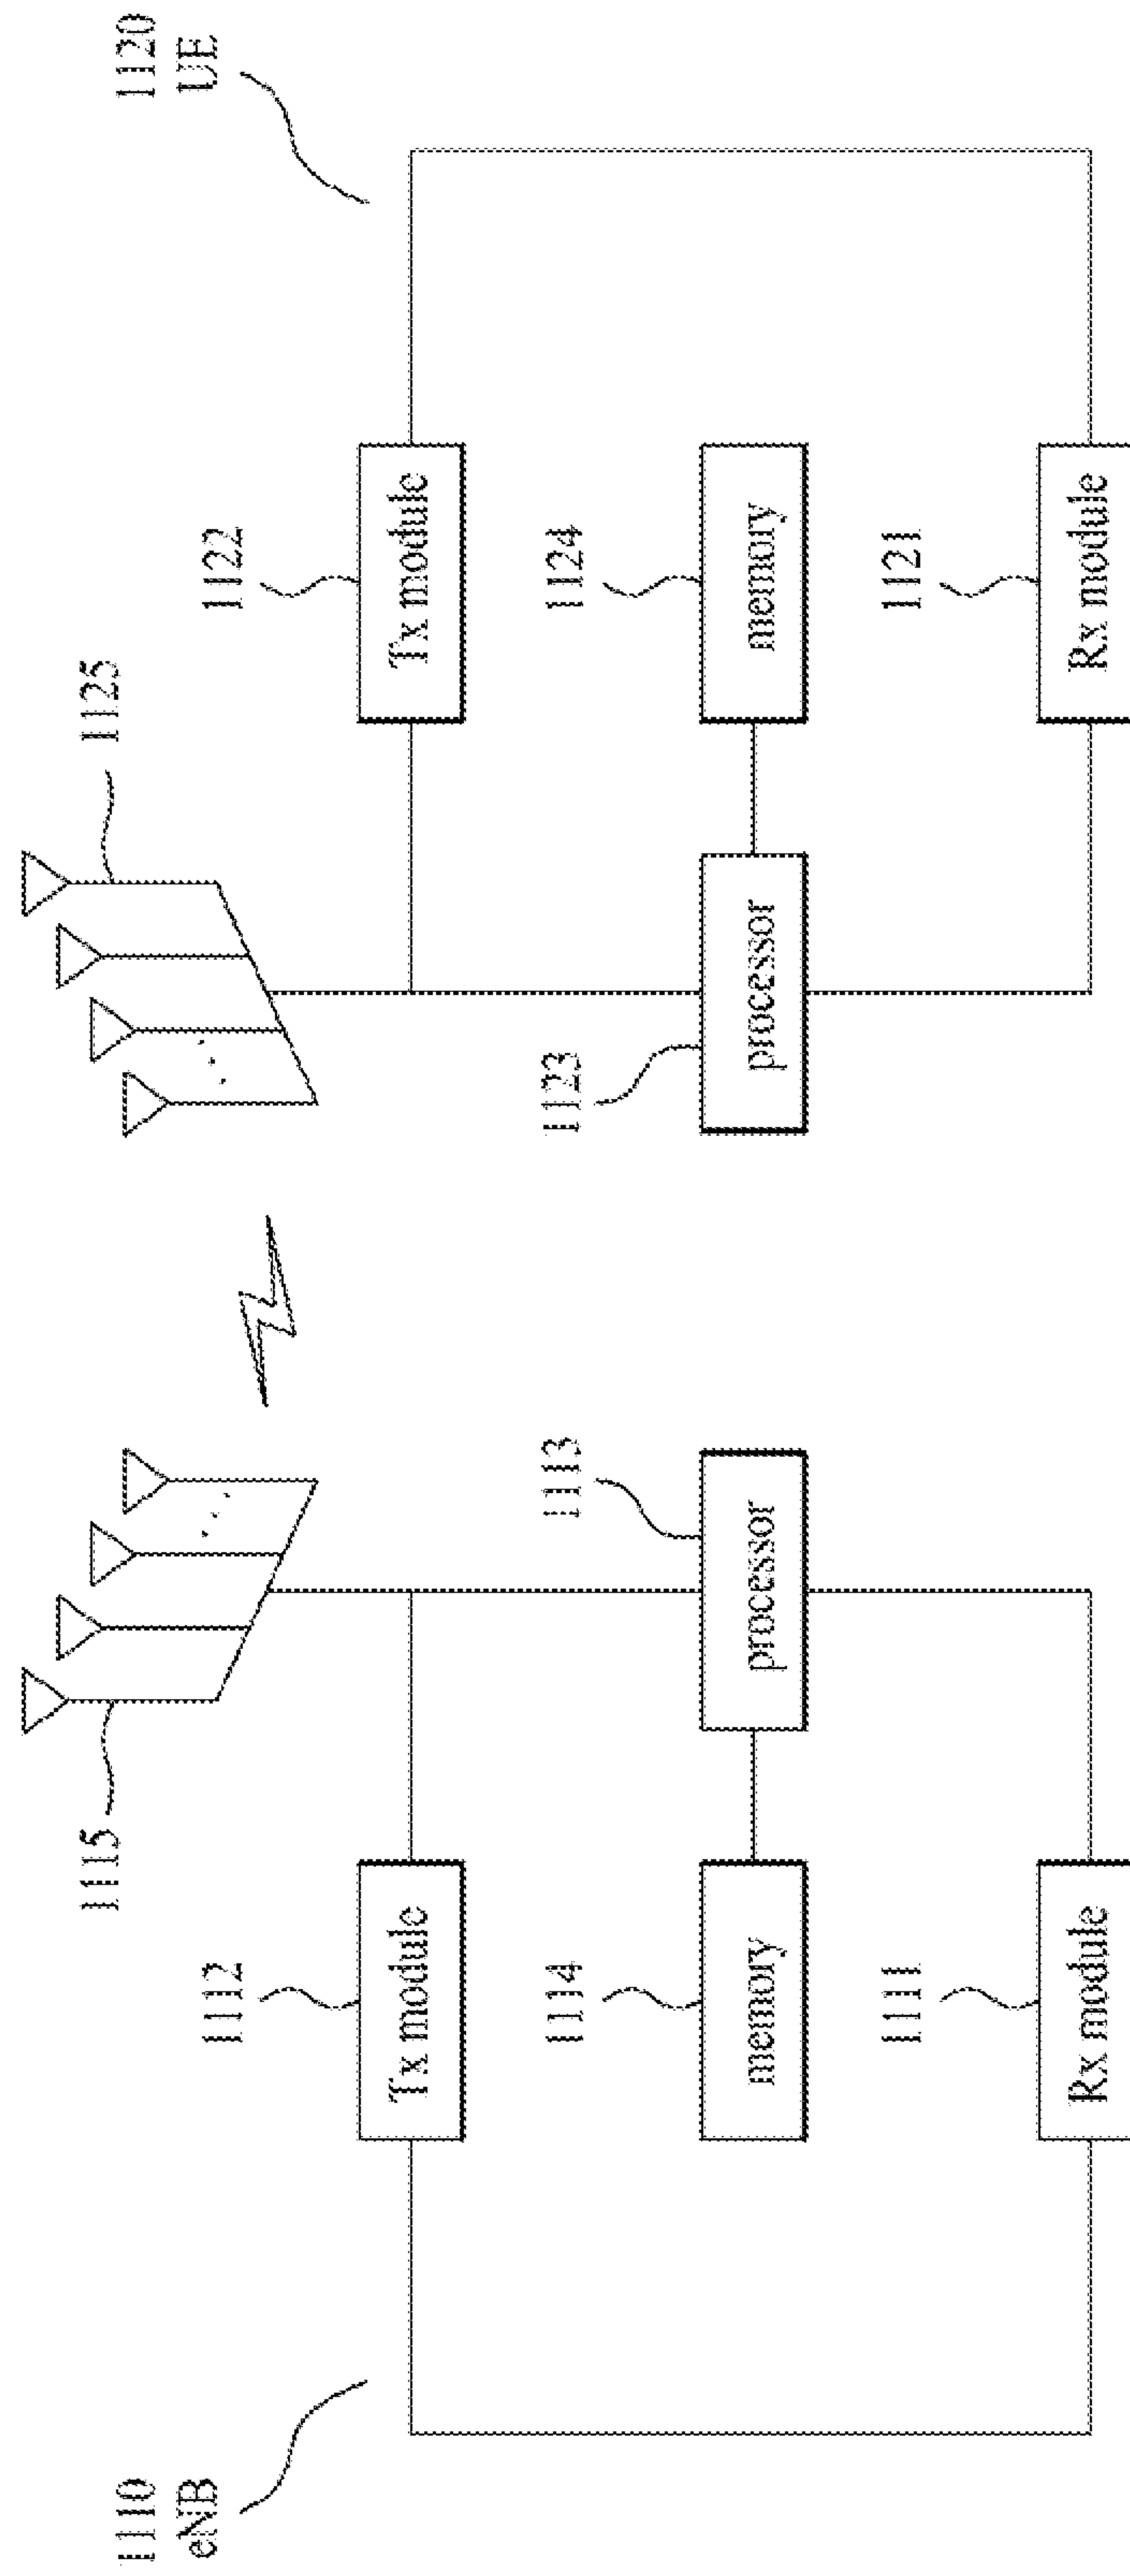 1110
eNB
1120
UE
1115
1125
1112
Tx module
1122
Tx module
1113
processor
1123
processor
1114
memory
1124
memory
1111
Rx module
1121
Rx module